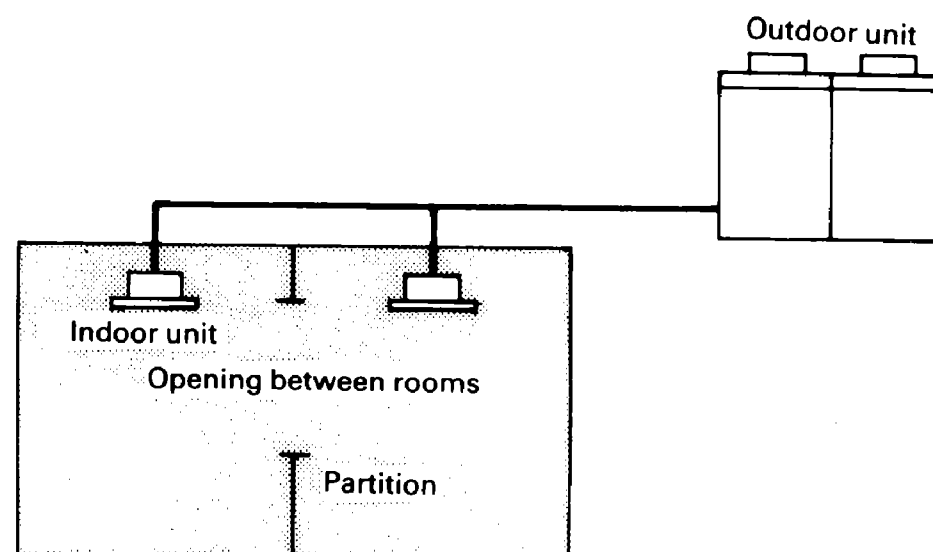 Outdoor unit
Indoor unit
Opening between rooms
Partition